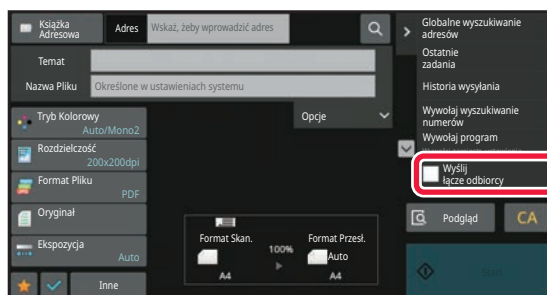 Książka
Adresowa
Adres
Wskaż, żeby wprowadzić adres
Temat
Nazwa Pliku
Określone w ustawieniach systemu
Tryb Kolorowy
Auto/Mono2
Rozdzielczość
200x200dpi
Format Pliku
PDF
Oryginał
Ekspozycja
Auto
Inne
Opcje
Format Skan.
A4
100%
Format Przesł.
Auto
A4
Globalne wyszukiwanie
adresów
Ostatnie
zadania
Historia wysyłania
Wywołaj wyszukiwanie
numerów
Wywołaj program
Wyślij
łącze odbiorcy
Podgląd
CA
Start